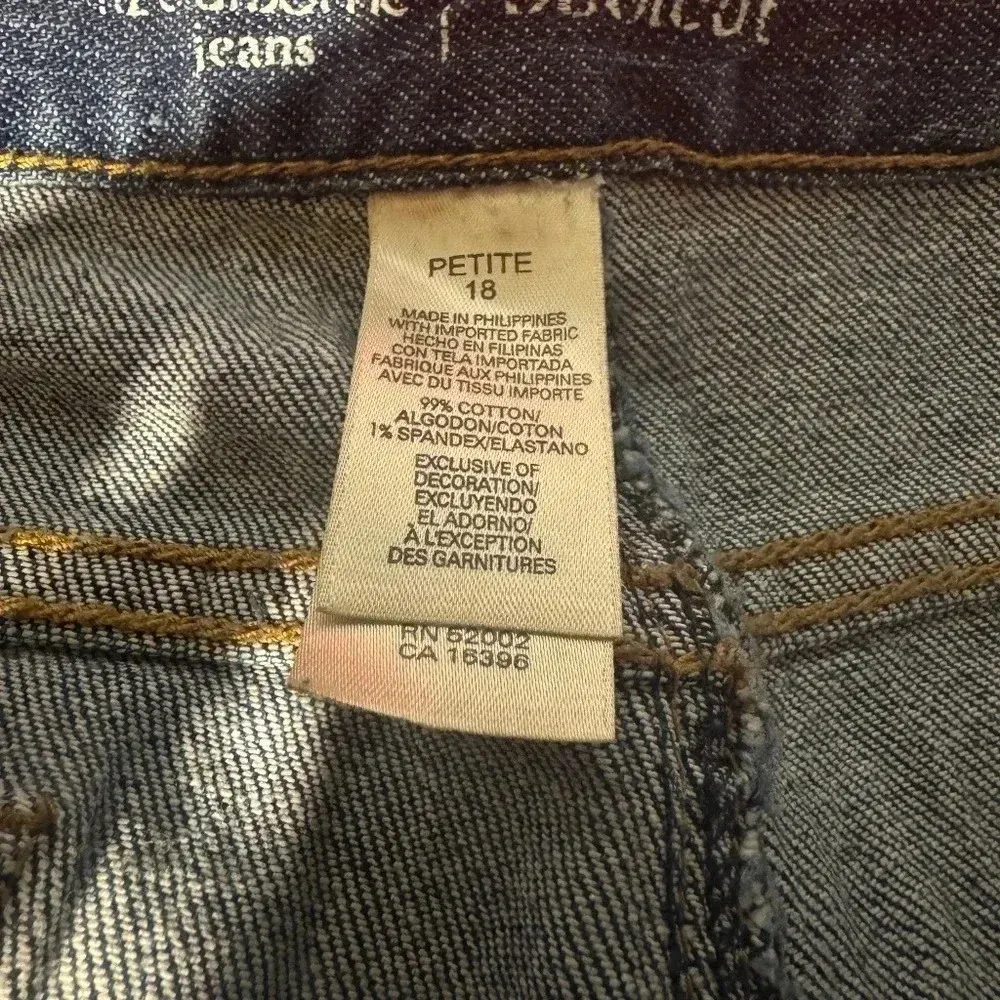 jeans
PETITE
18
MADE IN PHILIPPINES
WITH IMPORTED FABRIC
HECHO EN FILIPINAS
CON TELA IMPORTADA
FABRIQUE AUX PHILIPPINES
AVEC DU TISSU IMPORTE
99% COTTON/
ALGODON/COTON
1% SPANDEX/ELASTANO
EXCLUSIVE OF
DECORATION/
EXCLUYENDO
EL ADORNO/
À L'EXCEPTION
DES GARNITURES
RN 52002
CA 16396